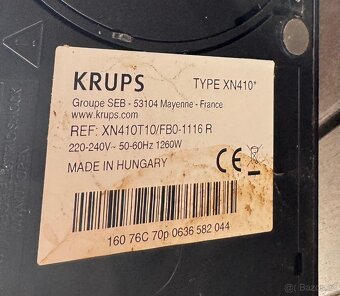 KRUPS
TYPE XN410*
Groupe SEB - 53104 Mayenne - France
www.krups.com
REF: XN410T10/FB0-1116 R
220-240V~ 50-60Hz 1260W
MADE IN HUNGARY
CE
160 76C 70p 0636 582 044